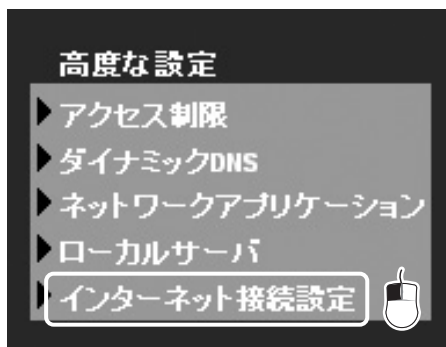 高度な設定
アクセス制限
ダイナミックDNS
ネットワークアプリケーション
ローカルサーバ
インターネット接続設定